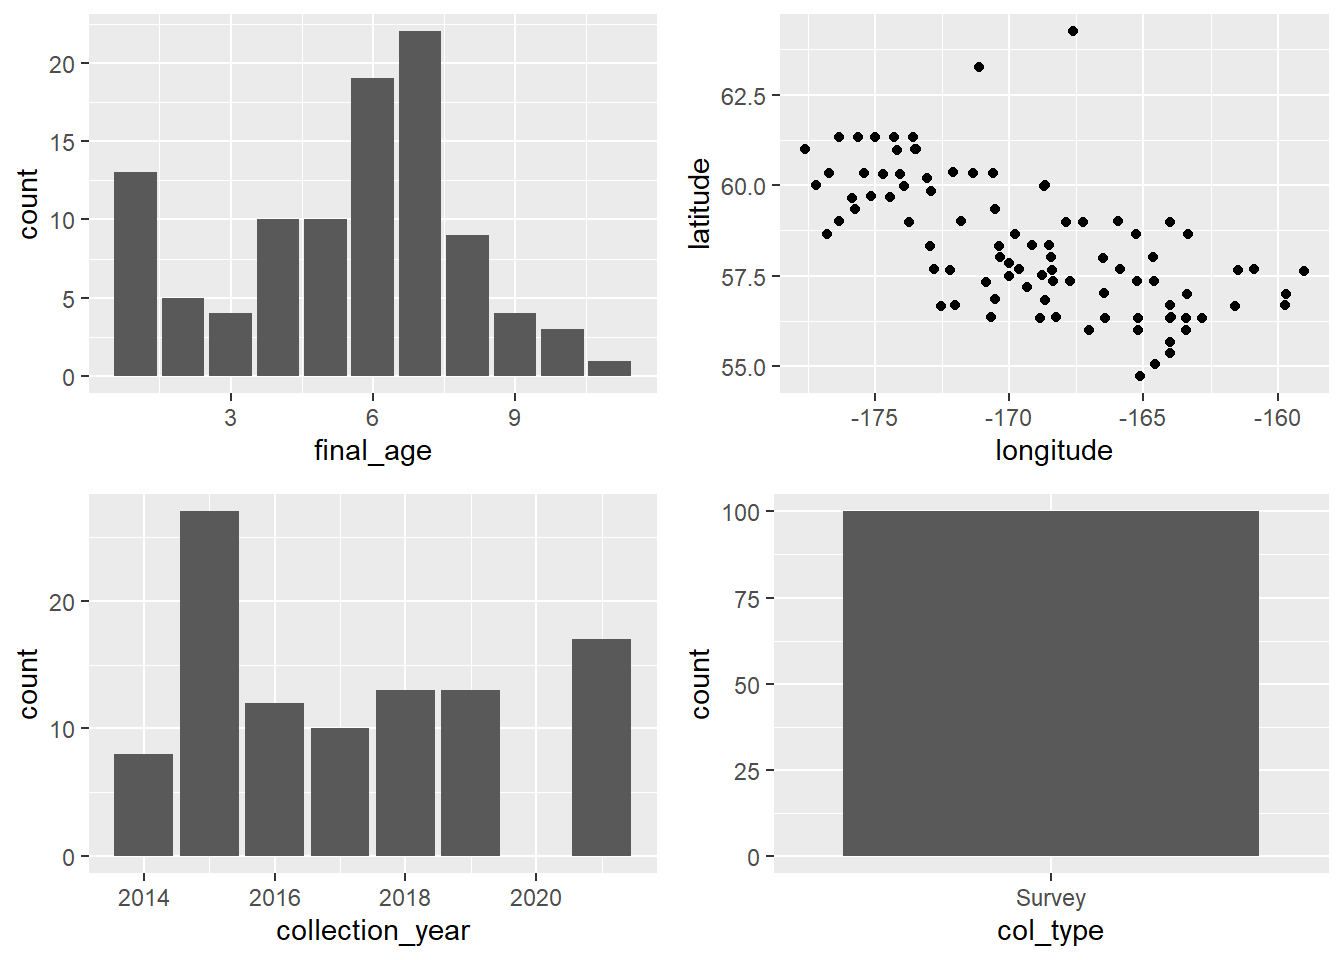 count
20
15
10
5
0
3 6 9
final_age
latitude
62.5
60.0
57.5
55.0
-175 -170 -165 -160
longitude
count
20
10
0
2014 2016 2018 2020
collection_year
count
100
75
50
25
0
Survey
col_type